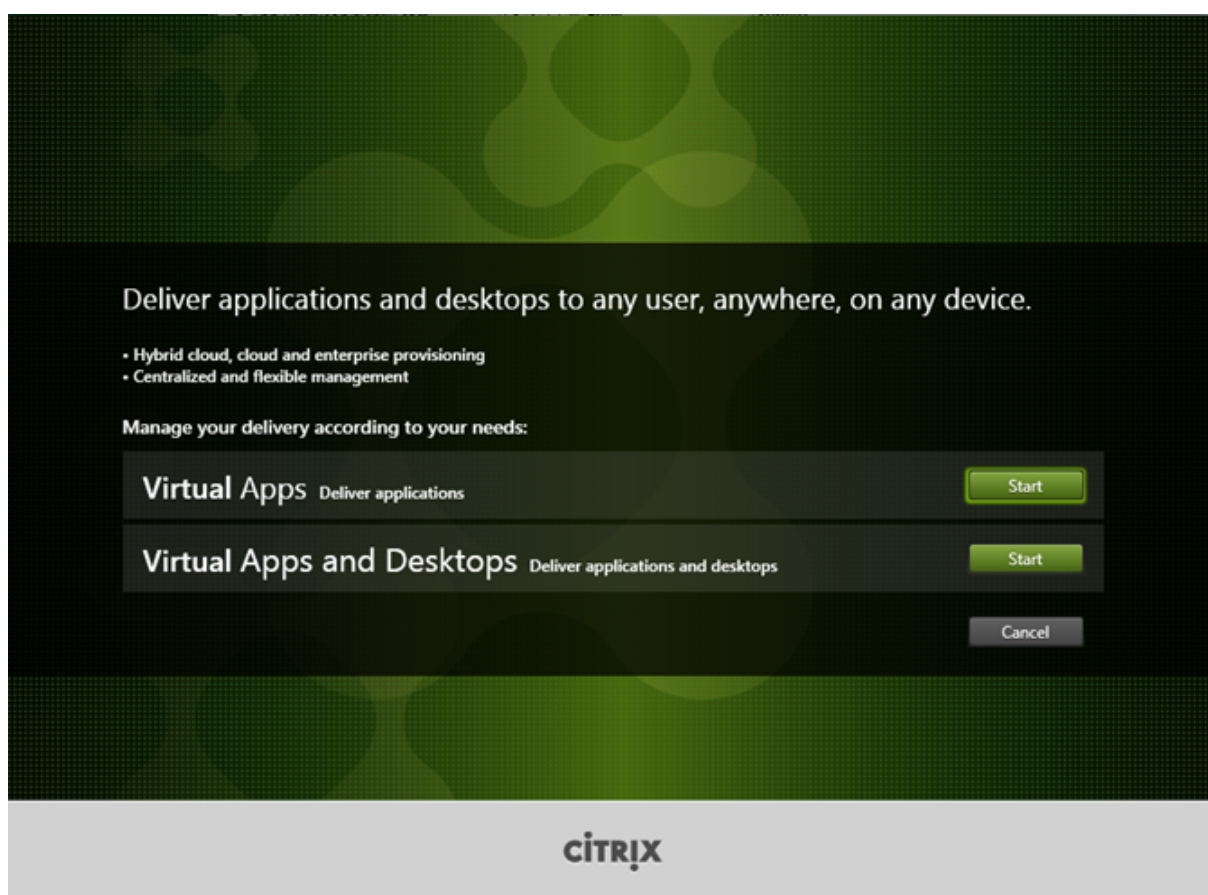 Deliver applications and desktops to any user, anywhere, on any device.
• Hybrid cloud, cloud and enterprise provisioning
• Centralized and flexible management
Manage your delivery according to your needs:
Virtual Apps Deliver applications Start
Virtual Apps and Desktops Deliver applications and desktops Start
Cancel
CİTRIX